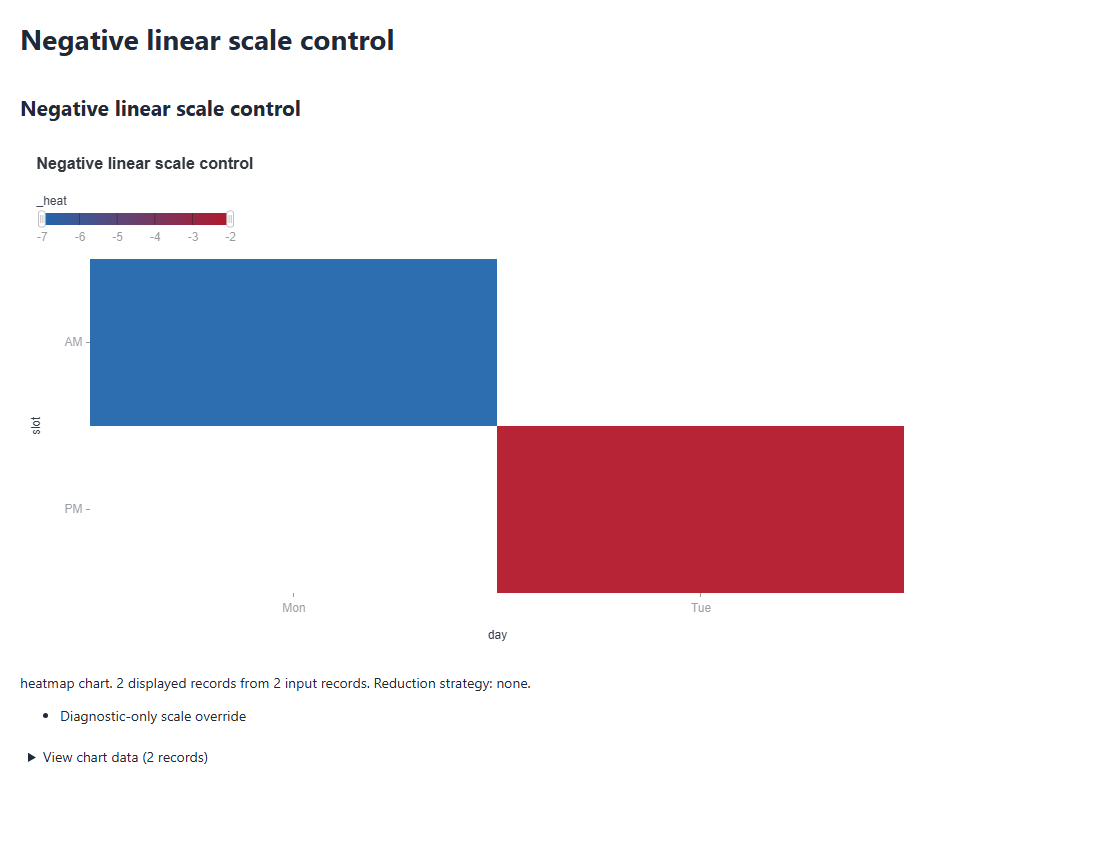 Negative linear scale control
Negative linear scale control
Negative linear scale control
_heat
-7 -6 -5 -4 -3 -2
AM
slot
PM
Mon Tue
day
heatmap chart. 2 displayed records from 2 input records. Reduction strategy: none.
• Diagnostic-only scale override
▶ View chart data (2 records)